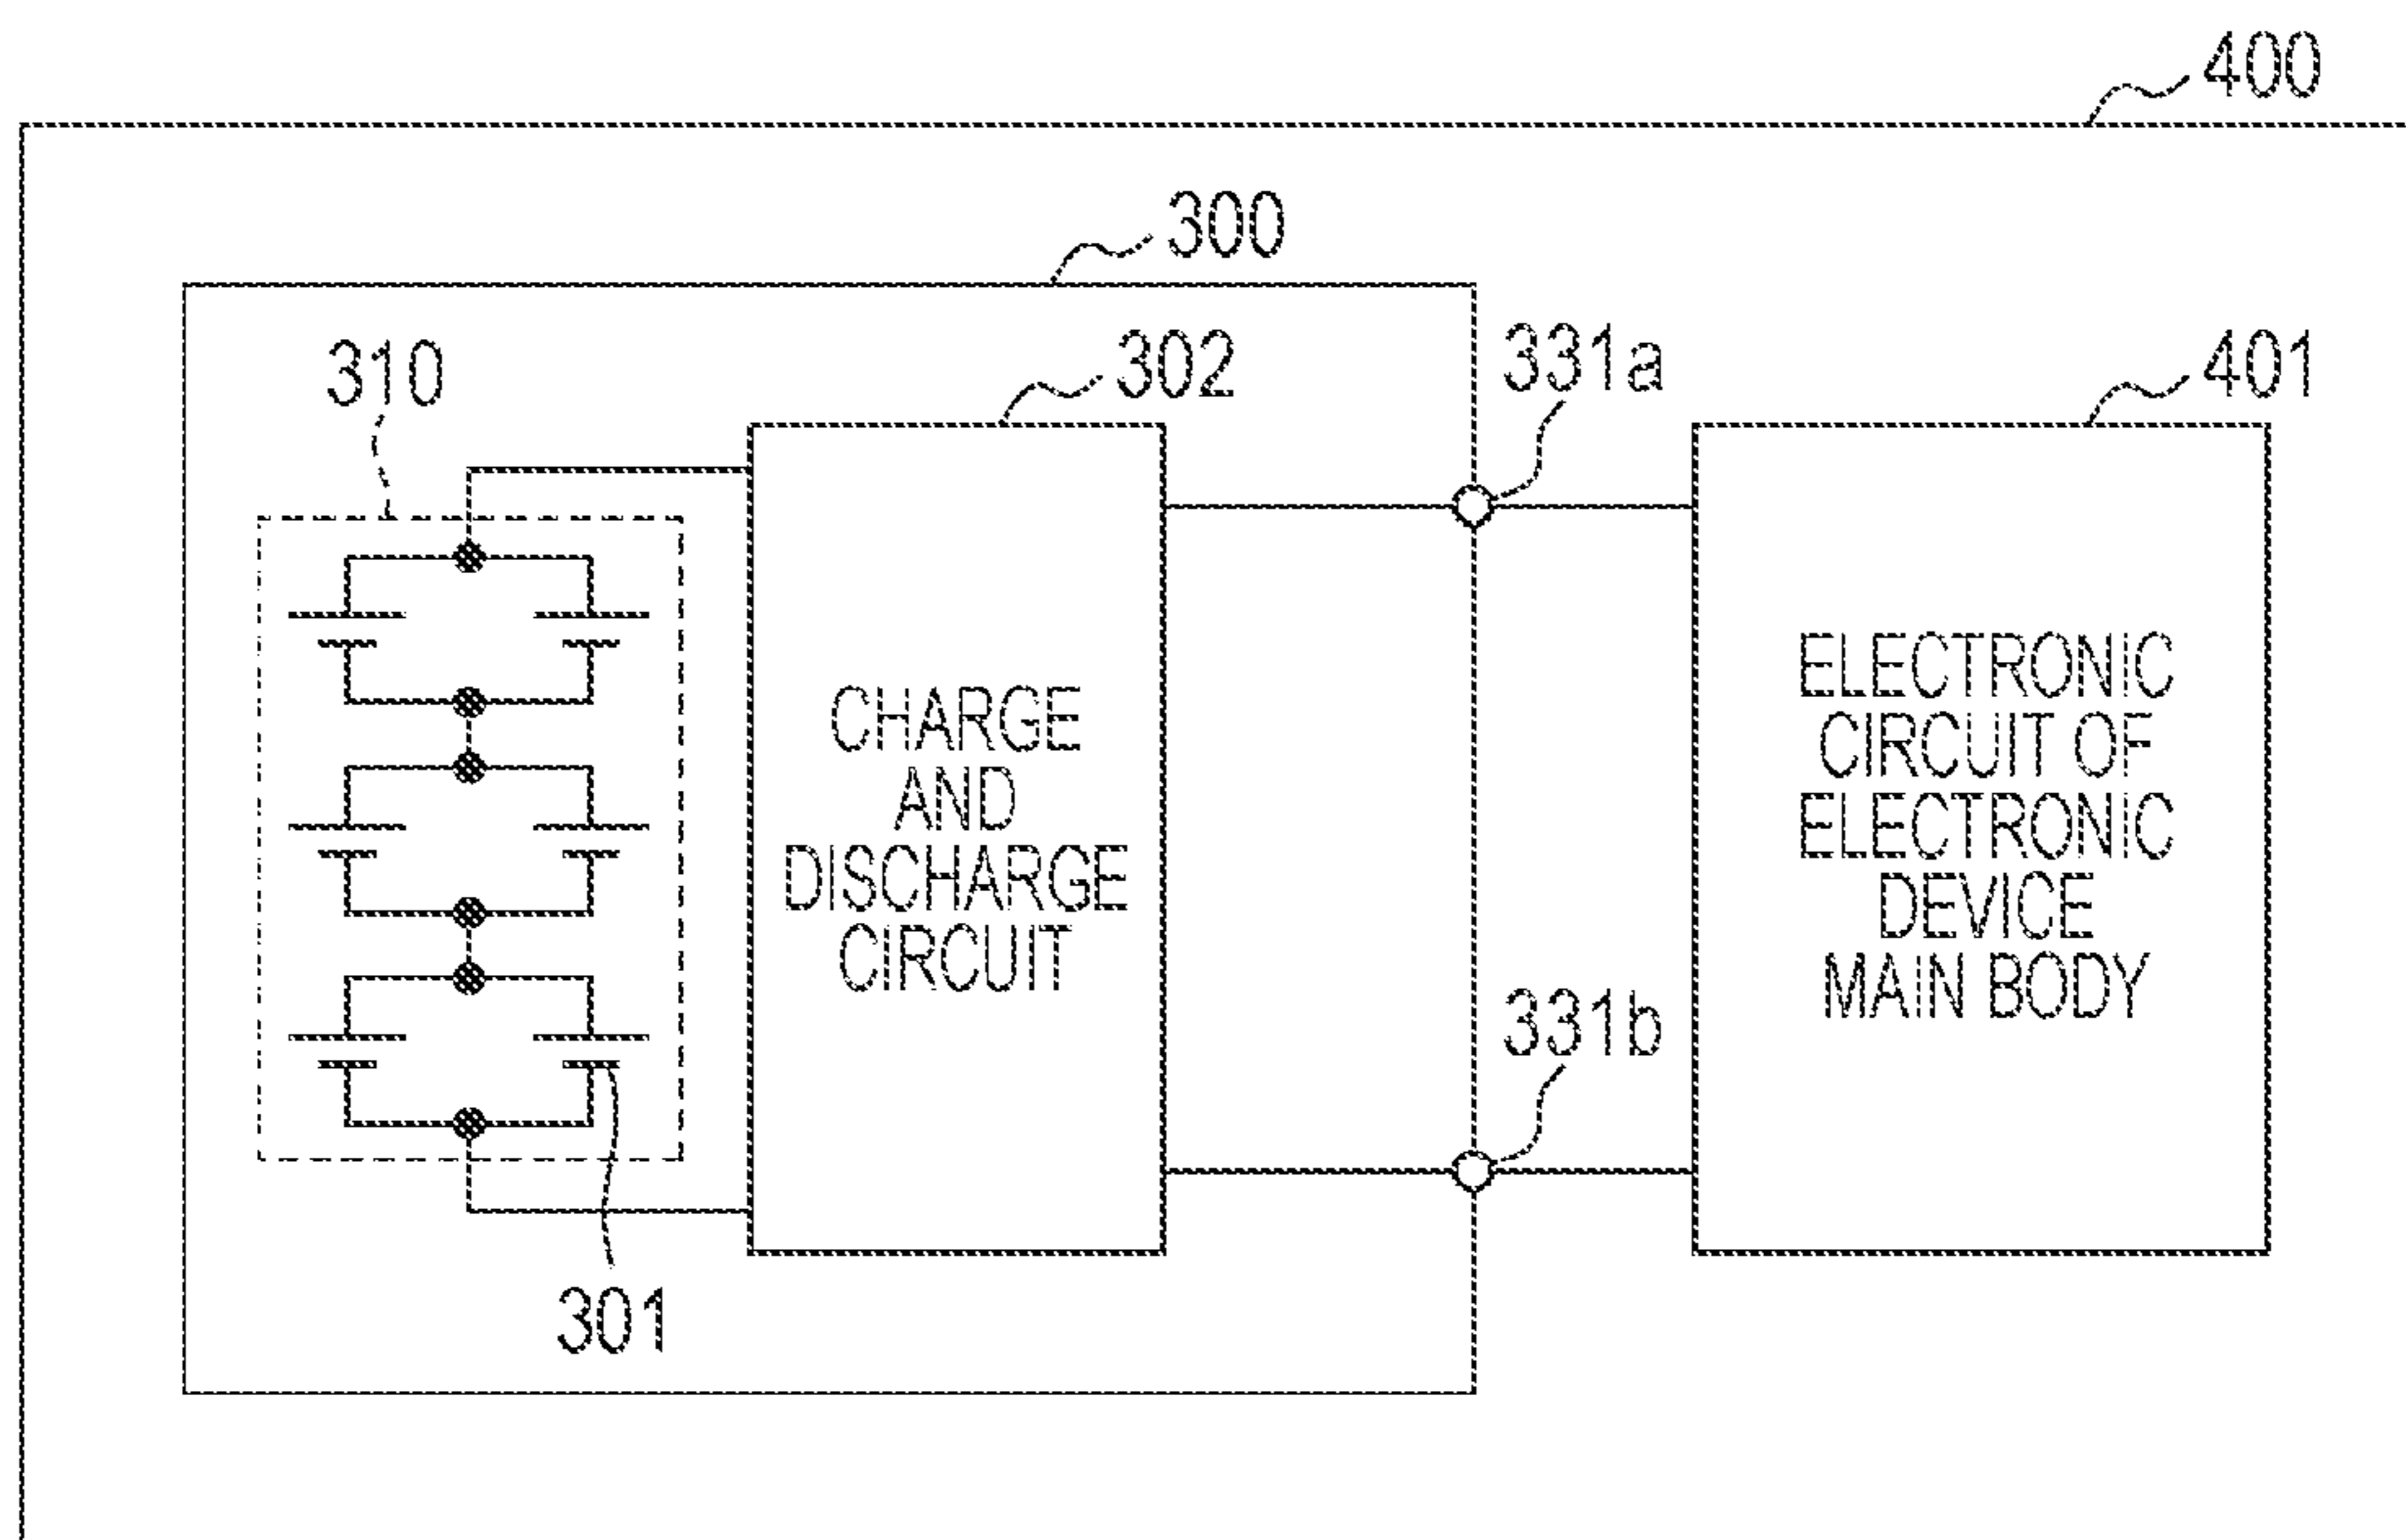 400
300
310
302
331a
401
CHARGE
AND
DISCHARGE
CIRCUIT
ELECTRONIC
CIRCUIT OF
ELECTRONIC
DEVICE
MAIN BODY
331b
301